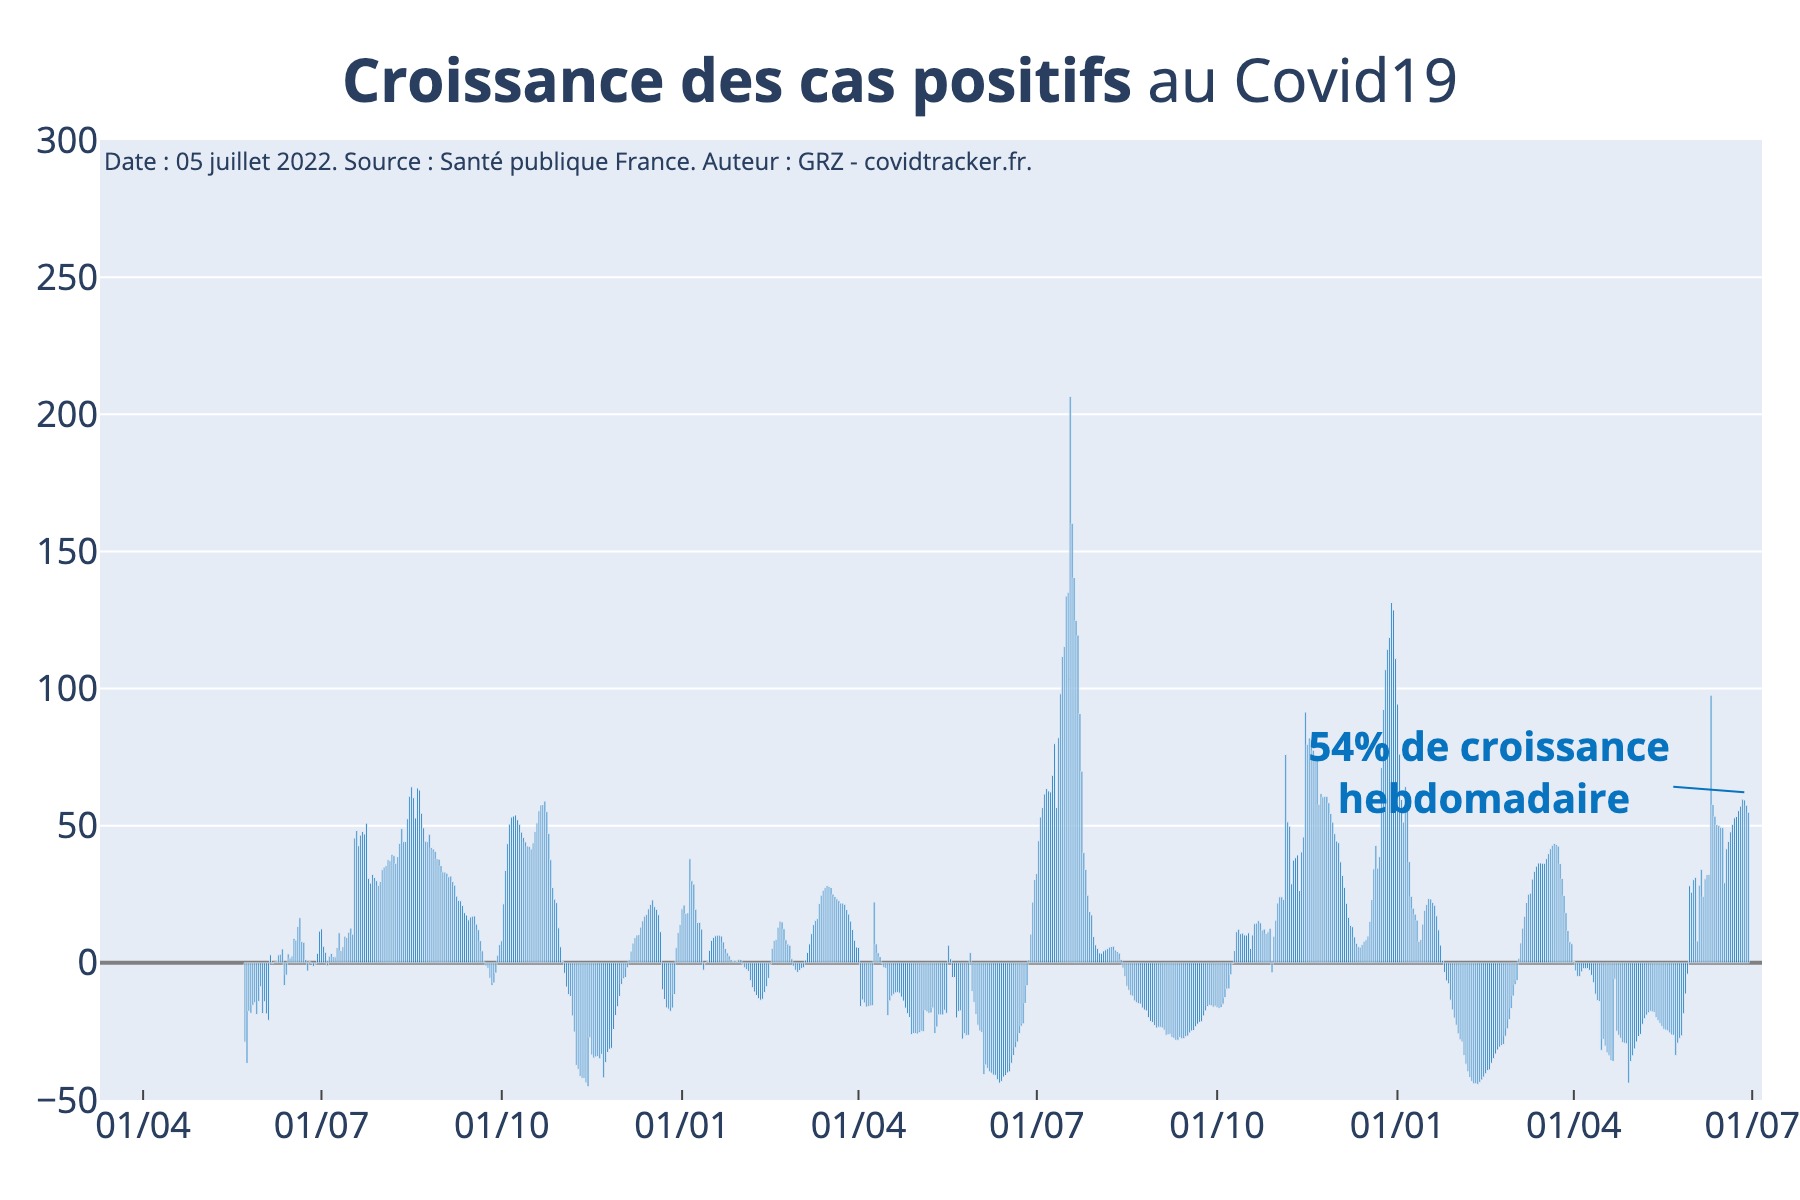 Croissance des cas positifs au Covid19
300
Date : 05 juillet 2022. Source : Santé publique France. Auteur : GRZ - covidtracker.fr.
250
200
150
100
54% de croissance
hebdomadaire
50
0
−50
01/04 01/07 01/10 01/01 01/04 01/07 01/10 01/01 01/04 01/07